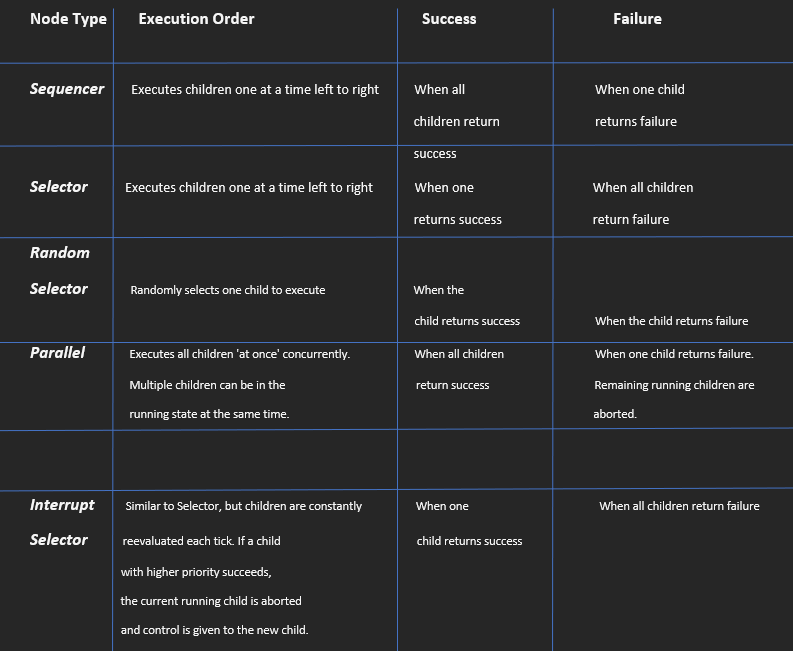 Node Type Execution Order Success Failure
Sequencer Executes children one at a time left to right When all When one child
children return returns failure
success
Selector Executes children one at a time left to right When one When all children
returns success return failure
Random
Selector Randomly selects one child to execute When the
child returns success When the child returns failure
Parallel Executes all children 'at once' concurrently. When all children When one child returns failure.
Multiple children can be in the return success Remaining running children are
running state at the same time. aborted.
Interrupt Similar to Selector, but children are constantly When one When all children return failure
Selector reevaluated each tick. If a child child returns success
with higher priority succeeds,
the current running child is aborted
and control is given to the new child.